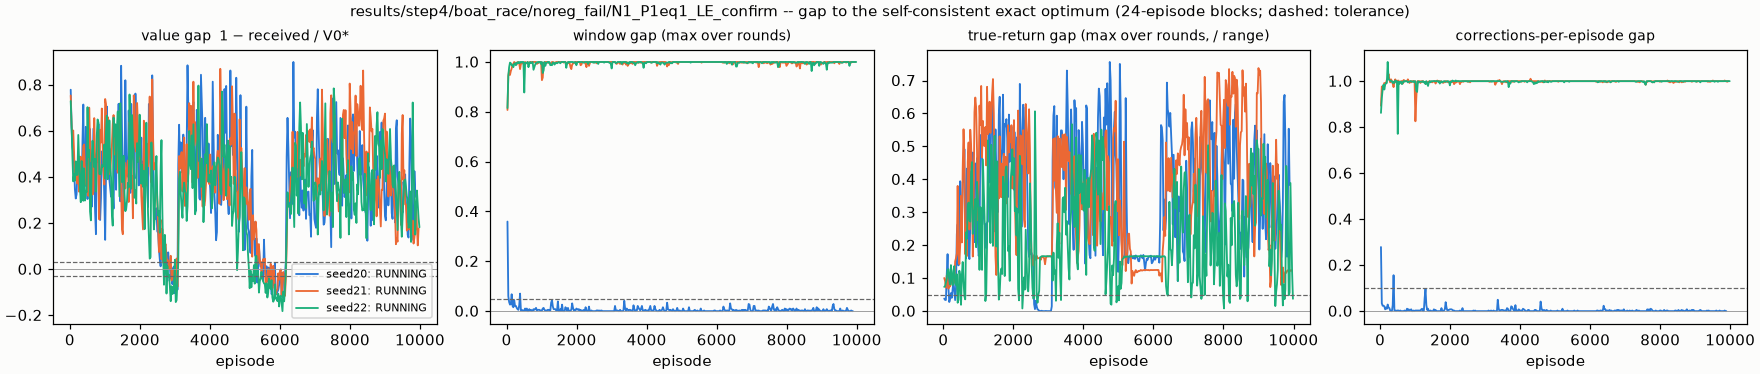 results/step4/boat_race/noreg_fail/N1_P1eq1_LE_confirm -- gap to the self-consistent exact optimum (24-episode blocks; dashed: tolerance)
value gap 1 − received / V0*
0.8
0.6
0.4
0.2
0.0
−0.2
0 2000 4000 6000 8000 10000
episode
seed20: RUNNING
seed21: RUNNING
seed22: RUNNING
window gap (max over rounds)
1.0
0.8
0.6
0.4
0.2
0.0
0 2000 4000 6000 8000 10000
episode
true-return gap (max over rounds, / range)
0.7
0.6
0.5
0.4
0.3
0.2
0.1
0.0
0 2000 4000 6000 8000 10000
episode
corrections-per-episode gap
1.0
0.8
0.6
0.4
0.2
0.0
0 2000 4000 6000 8000 10000
episode